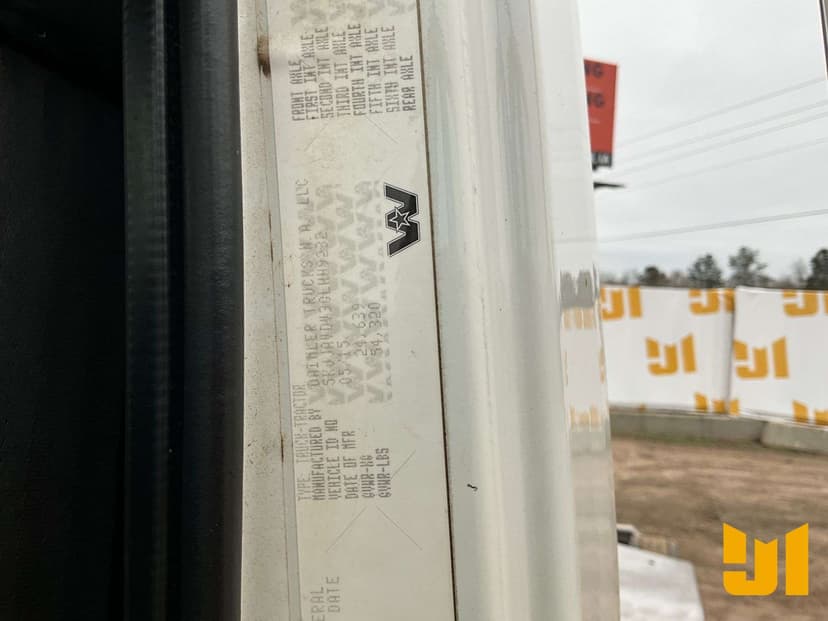 TYPE: TRUCK-TRACTOR
MANUFACTURED BY DAIMLER TRUCKS N A LLC
VEHICLE ID NO
DATE OF MFR 05/15
GVWR-KG 24,639
GVWR-LBS 54,320
FRONT AXLE
FIRST INT AXLE
SECOND INT AXLE
THIRD INT AXLE
FOURTH INT AXLE
FIFTH INT AXLE
SIXTH INT AXLE
REAR AXLE
ERAL
DATE